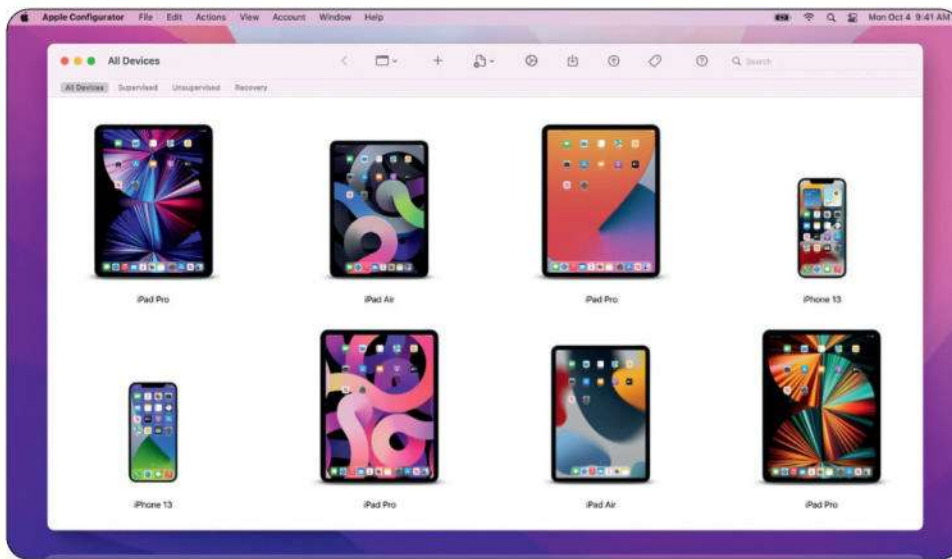 Apple Configurator File Edit Actions View Account Window Help Mon Oct 4 9:41 AM
All Devices Search
All Devices Supervised Unsupervised Recovery
iPad Pro iPad Air iPad Pro iPhone 13
iPhone 13 iPad Pro iPad Air iPad Pro